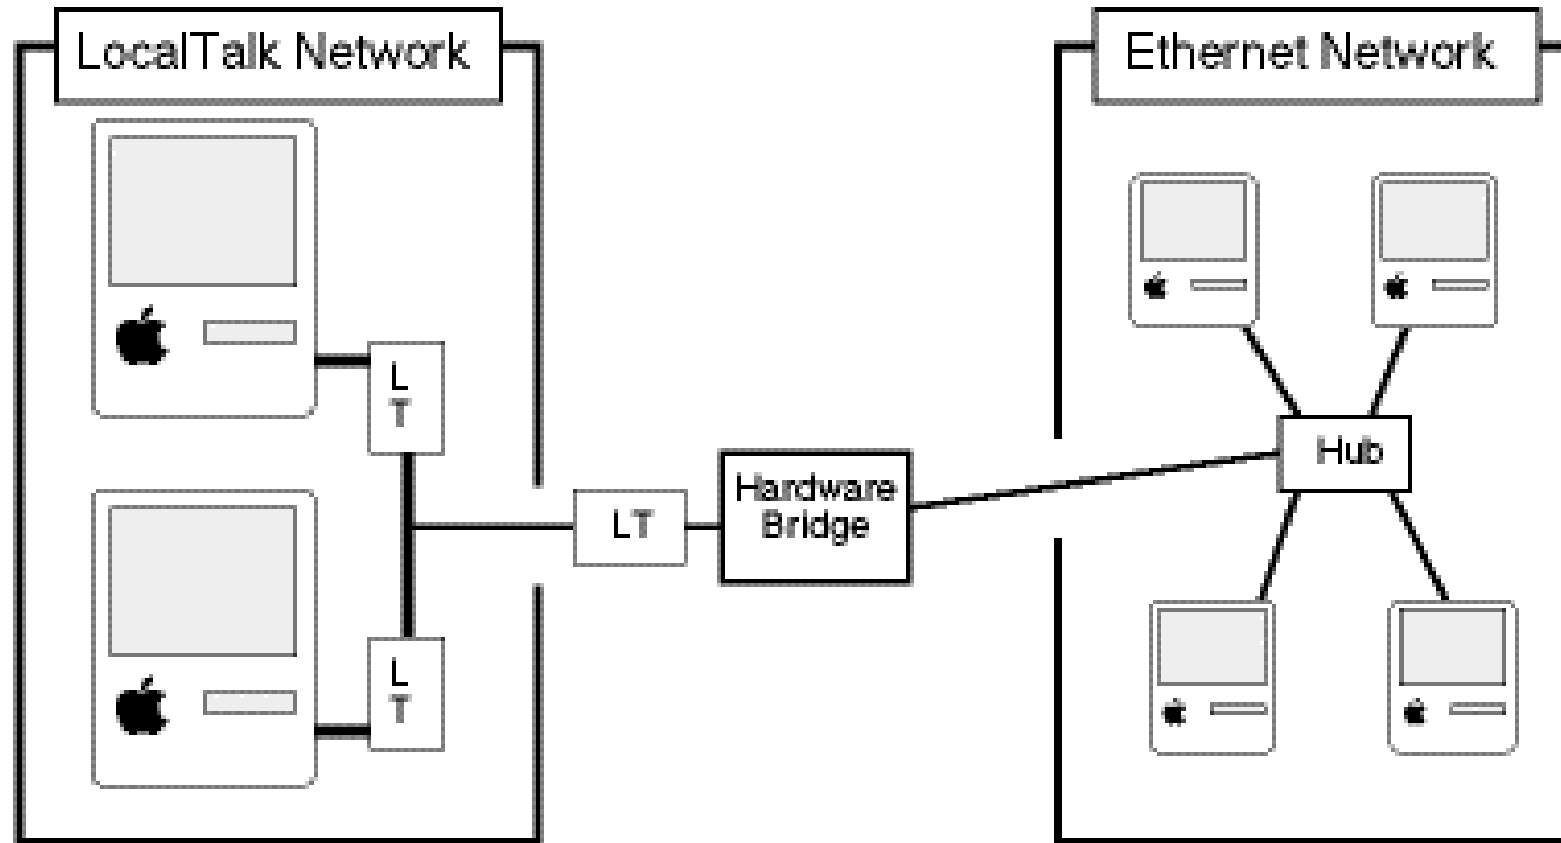 LocalTalk Network
Ethernet Network
L
T
Hub
Hardware
Bridge
LT
L
T